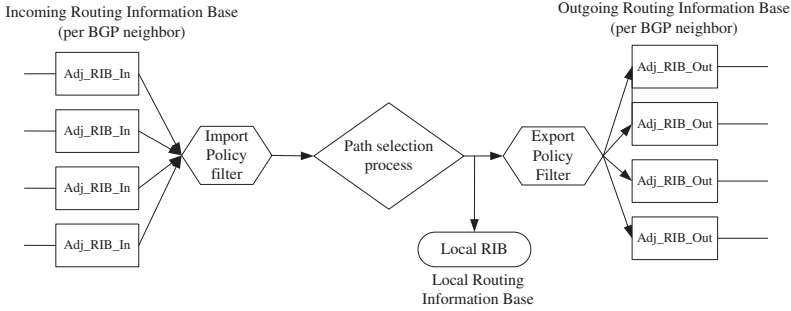 Incoming Routing Information Base
(per BGP neighbor)
Outgoing Routing Information Base
(per BGP neighbor)
Adj_RIB_In
Adj_RIB_In
Adj_RIB_In
Adj_RIB_In
Import
Policy
filter
Path selection
process
Export
Policy
Filter
Adj_RIB_Out
Adj_RIB_Out
Adj_RIB_Out
Adj_RIB_Out
Local RIB
Local Routing
Information Base